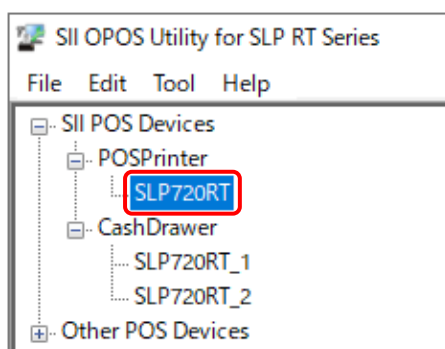 SII OPOS Utility for SLP RT Series
File Edit Tool Help
SII POS Devices
POSPrinter
SLP720RT
CashDrawer
SLP720RT_1
SLP720RT_2
Other POS Devices